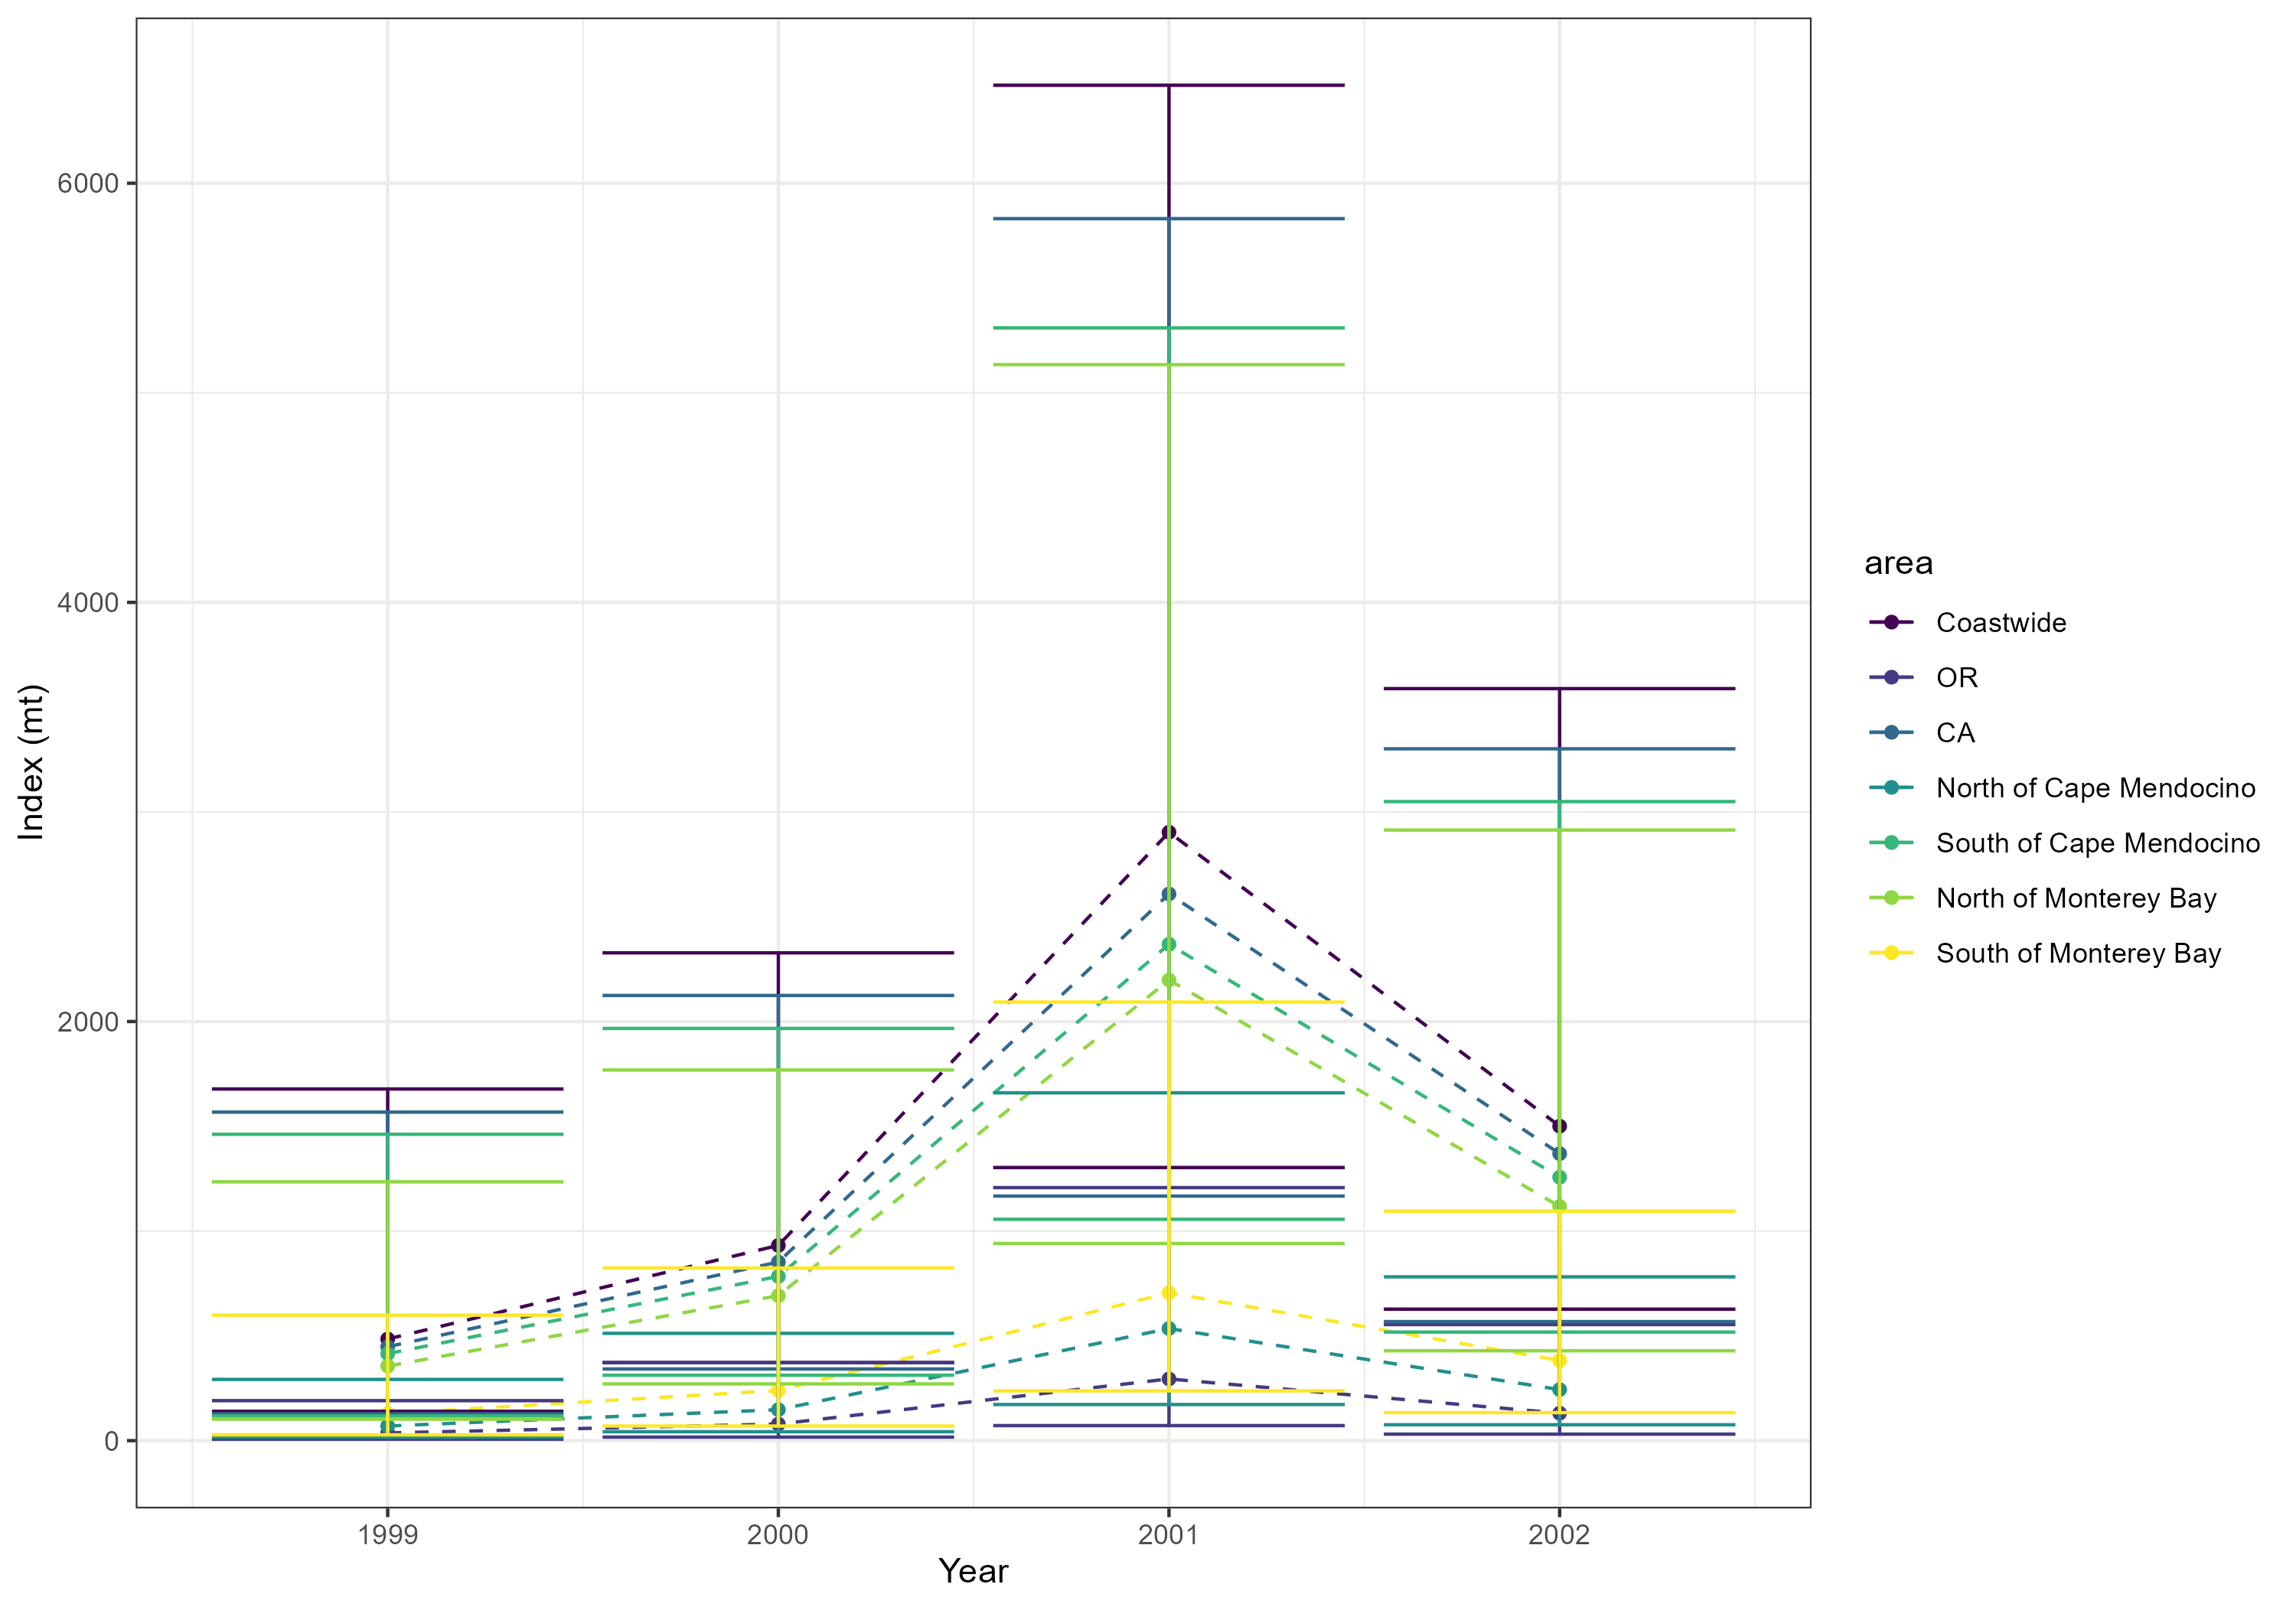 Index (mt)
6000
4000
2000
0
1999
2000
2001
2002
Year
area
Coastwide
OR
CA
North of Cape Mendocino
South of Cape Mendocino
North of Monterey Bay
South of Monterey Bay